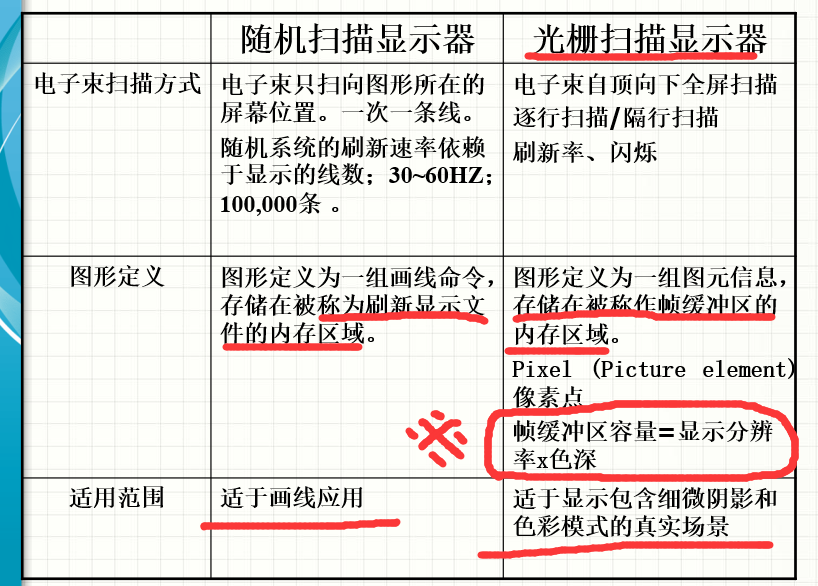 随机扫描显示器
光栅扫描显示器
电子束扫描方式
电子束只扫向图形所在的
屏幕位置。一次一条线。
随机系统的刷新速率依赖
于显示的线数；30~60HZ；
100,000条 。
电子束自顶向下全屏扫描
逐行扫描/隔行扫描
刷新率、闪烁
图形定义
图形定义为一组画线命令，
存储在被称为刷新显示文
件的内存区域。
图形定义为一组图元信息，
存储在被称作帧缓冲区的
内存区域。
Pixel (Picture element)
像素点
帧缓冲区容量=显示分辨
率x色深
适用范围
适于画线应用
适于显示包含细微阴影和
色彩模式的真实场景